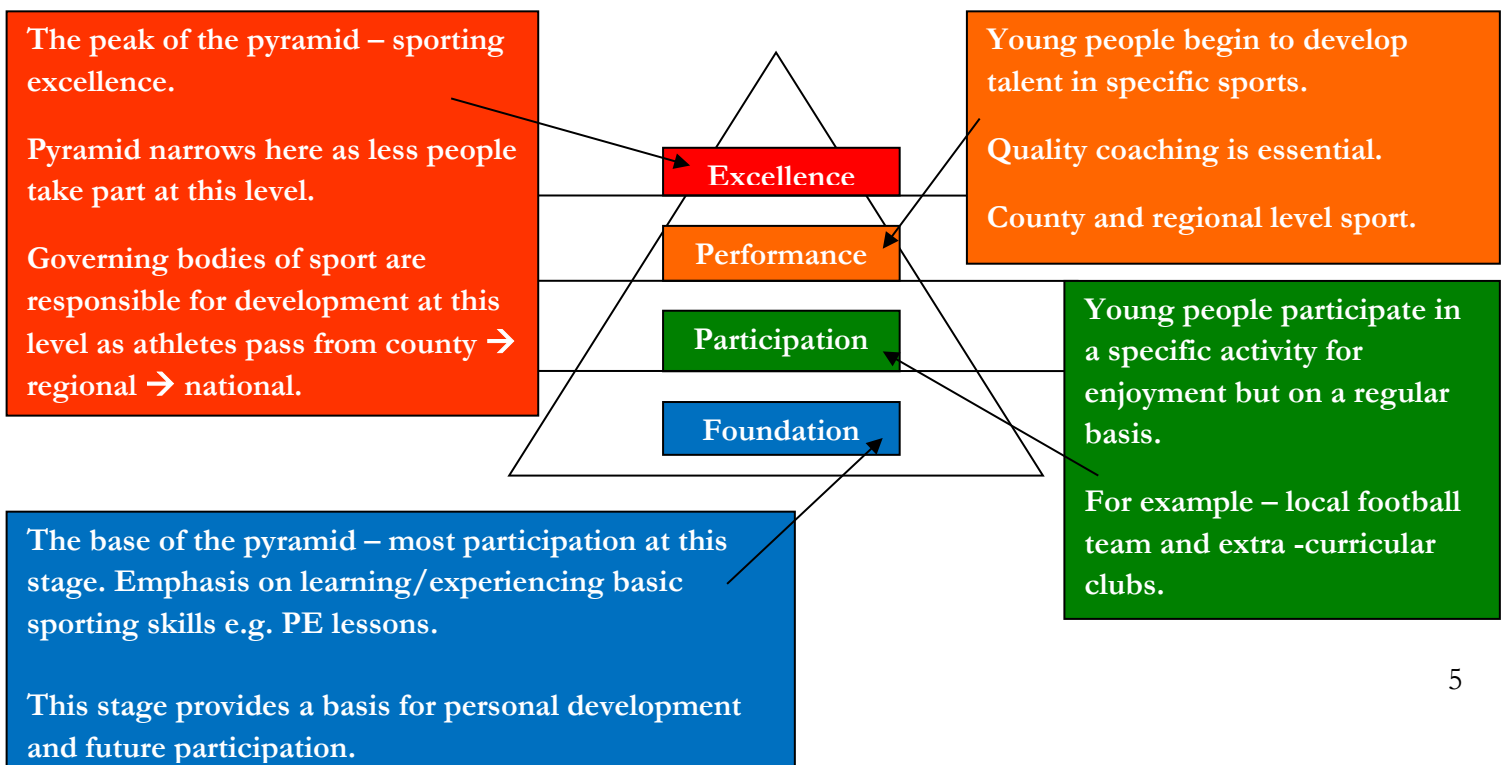 The peak of the pyramid – sporting
excellence.
Pyramid narrows here as less people
take part at this level.
Governing bodies of sport are
responsible for development at this
level as athletes pass from county →
regional → national.
Young people begin to develop
talent in specific sports.
Quality coaching is essential.
County and regional level sport.
Excellence
Performance
Participation
Foundation
Young people participate in
a specific activity for
enjoyment but on a regular
basis.
For example – local football
team and extra -curricular
clubs.
The base of the pyramid – most participation at this
stage. Emphasis on learning/experiencing basic
sporting skills e.g. PE lessons.
This stage provides a basis for personal development
and future participation.
5